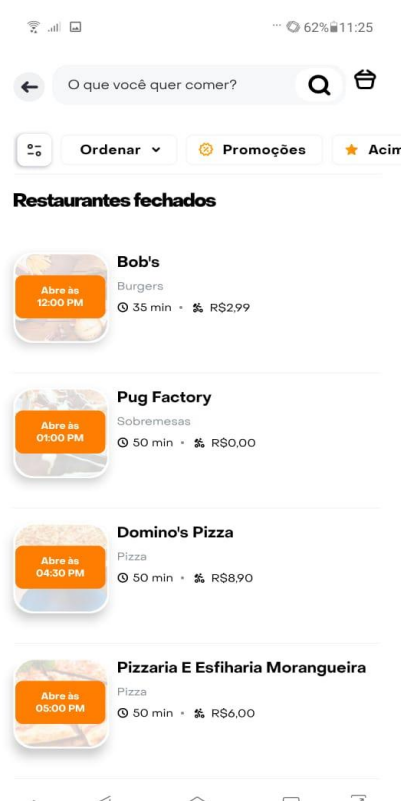 62% 11:25
O que você quer comer?
Ordenar
Promoções
Acim
Restaurantes fechados
Bob's
Burgers
Abre às
12:00 PM
35 min • R$2,99
Pug Factory
Sobremesas
Abre às
01:00 PM
50 min • R$0,00
Domino's Pizza
Pizza
Abre às
04:30 PM
50 min • R$8,90
Pizzaria E Esfiharia Morangueira
Pizza
Abre às
05:00 PM
50 min • R$6,00